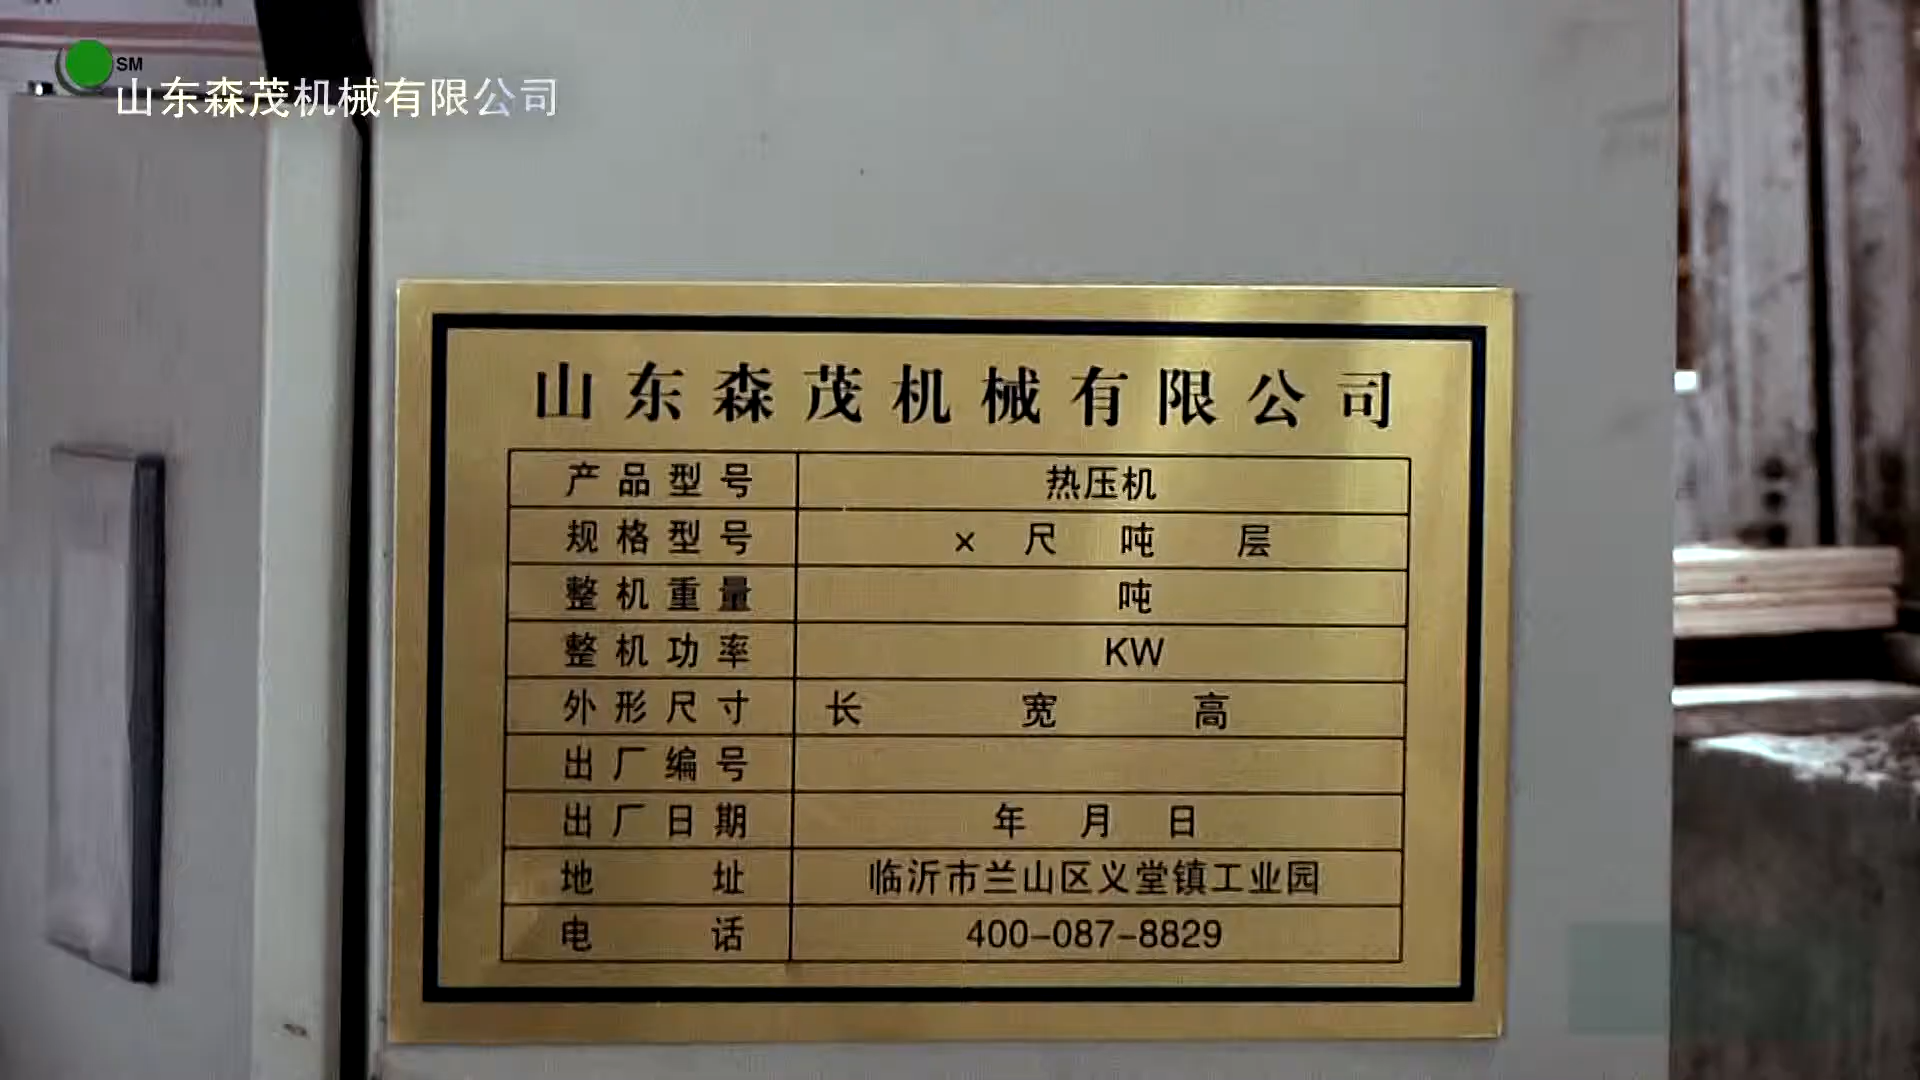 SM
山东森茂机械有限公司
山东森茂机械有限公司
产品型号 热压机
规格型号 × 尺 吨 层
整机重量 吨
整机功率 KW
外形尺寸 长 宽 高
出厂编号
出厂日期 年 月 日
地址 临沂市兰山区义堂镇工业园
电话 400-087-8829